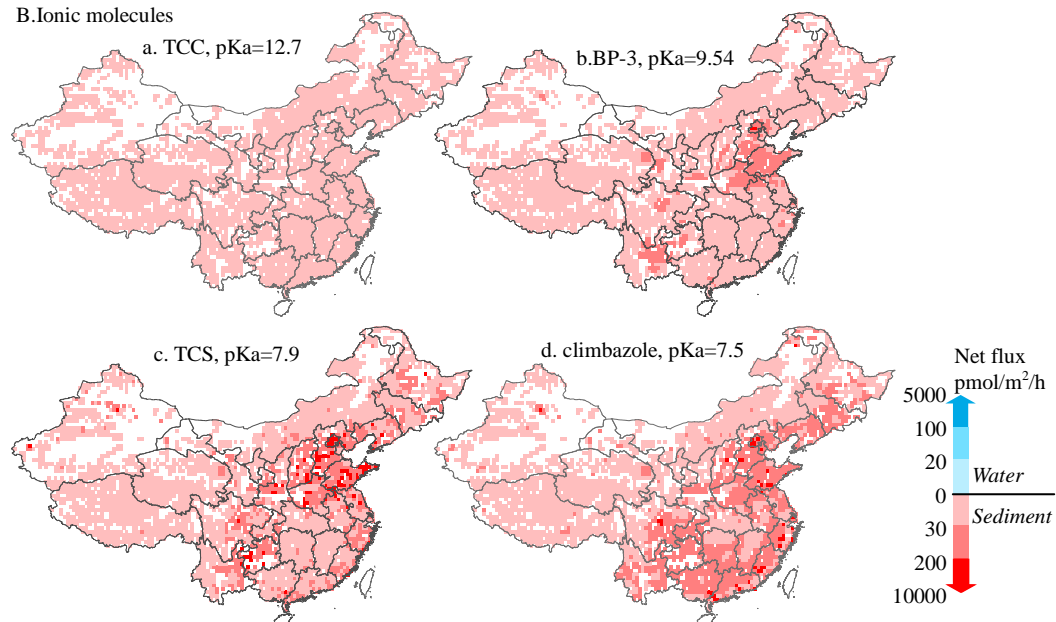 B.Ionic molecules
a. TCC, pKa=12.7
b.BP-3, pKa=9.54
c. TCS, pKa=7.9
d. climbazole, pKa=7.5
Net flux
pmol/m²/h
5000
100
20
Water
0
Sediment
30
200
10000